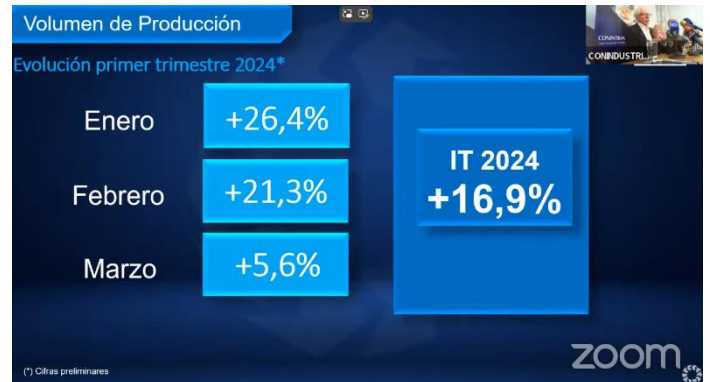 Volumen de Producción
CONINDUSTRI...
Evolución primer trimestre 2024*
Enero
+26,4%
Febrero
+21,3%
Marzo
+5,6%
IT 2024
+16,9%
zoom
(*) Cifras preliminares